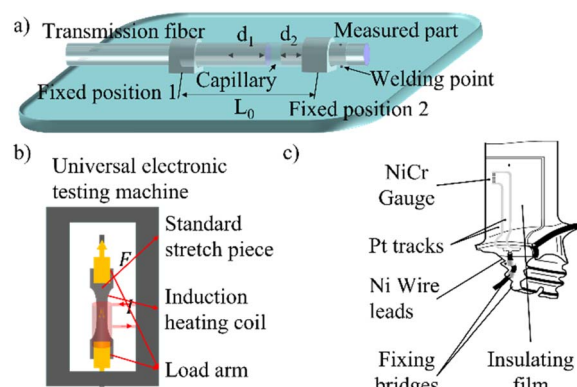 a)
Transmission fiber
d1
d2
Measured part
Capillary
Welding point
Fixed position 1
Fixed position 2
L0
b)
Universal electronic
testing machine
Standard
stretch piece
F
I
Induction
heating coil
Load arm
c)
NiCr
Gauge
Pt tracks
Ni Wire
leads
Fixing
bridges
Insulating
film